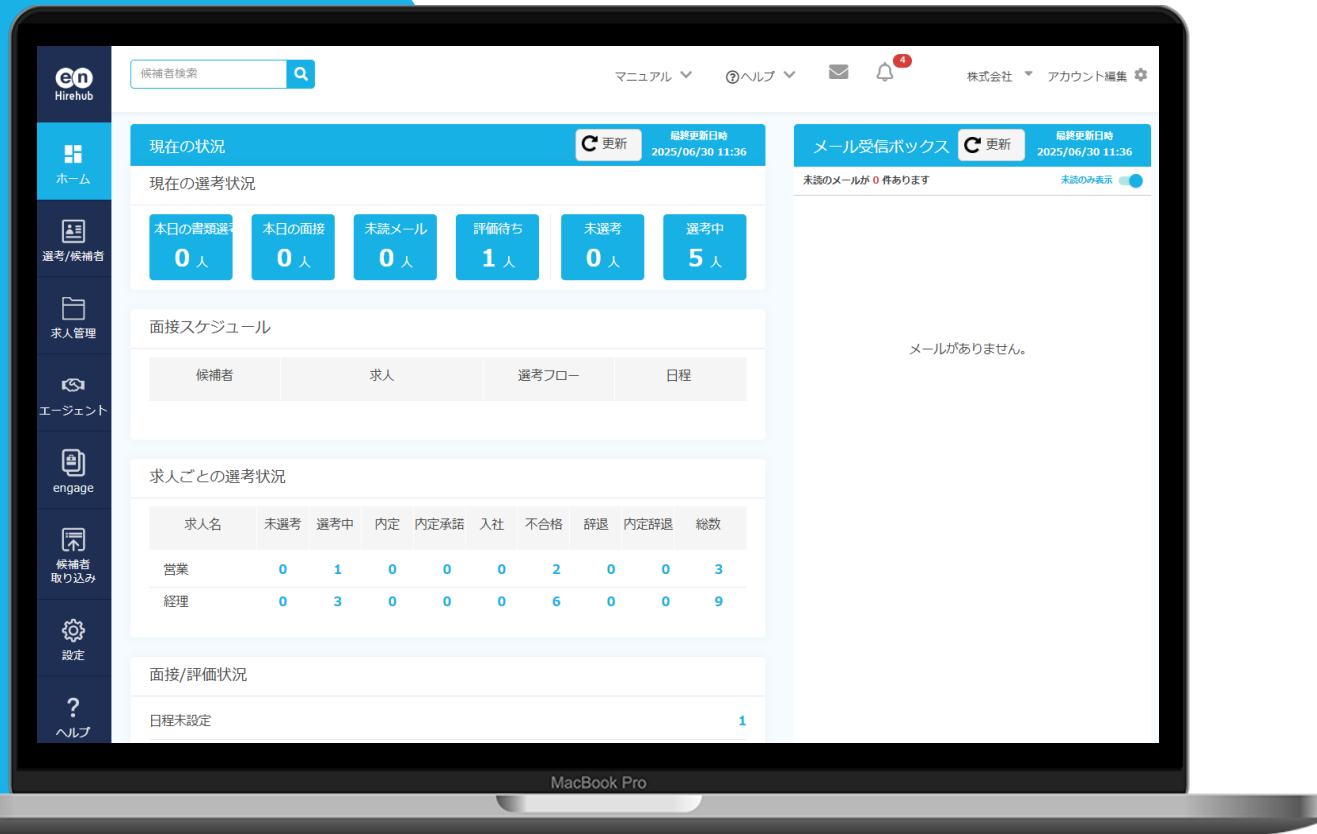 en
Hirehub
候補者検索
マニュアル
?ヘルプ
4
株式会社
アカウント編集
ホーム
選考/候補者
求人管理
エージェント
engage
候補者
取り込み
設定
?
ヘルプ
現在の状況
更新
最終更新日時
2025/06/30 11:36
現在の選考状況
本日の書類選考
0 人
本日の面接
0 人
未読メール
0 人
評価待ち
1 人
未選考
0 人
選考中
5 人
面接スケジュール
候補者 求人 選考フロー 日程
求人ごとの選考状況
求人名 未選考 選考中 内定 内定承諾 入社 不合格 辞退 内定辞退 総数
営業 0 1 0 0 0 2 0 0 3
経理 0 3 0 0 0 6 0 0 9
面接/評価状況
日程未設定 1
メール受信ボックス
更新
最終更新日時
2025/06/30 11:36
未読のメールが 0 件あります
未読のみ表示
メールがありません。
MacBook Pro